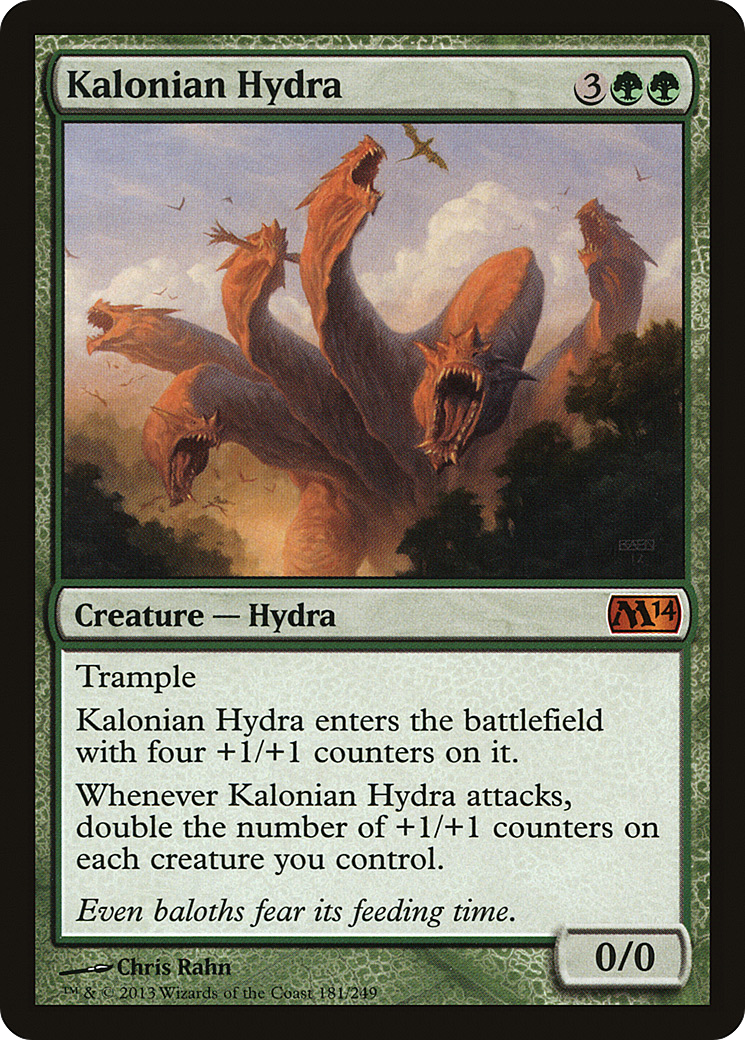 Kalonian Hydra 3
RAHN
12
Creature — Hydra M14
Trample
Kalonian Hydra enters the battlefield
with four +1/+1 counters on it.
Whenever Kalonian Hydra attacks,
double the number of +1/+1 counters on
each creature you control.
Even baloths fear its feeding time.
0/0
Chris Rahn
™ & © 2013 Wizards of the Coast 181/249